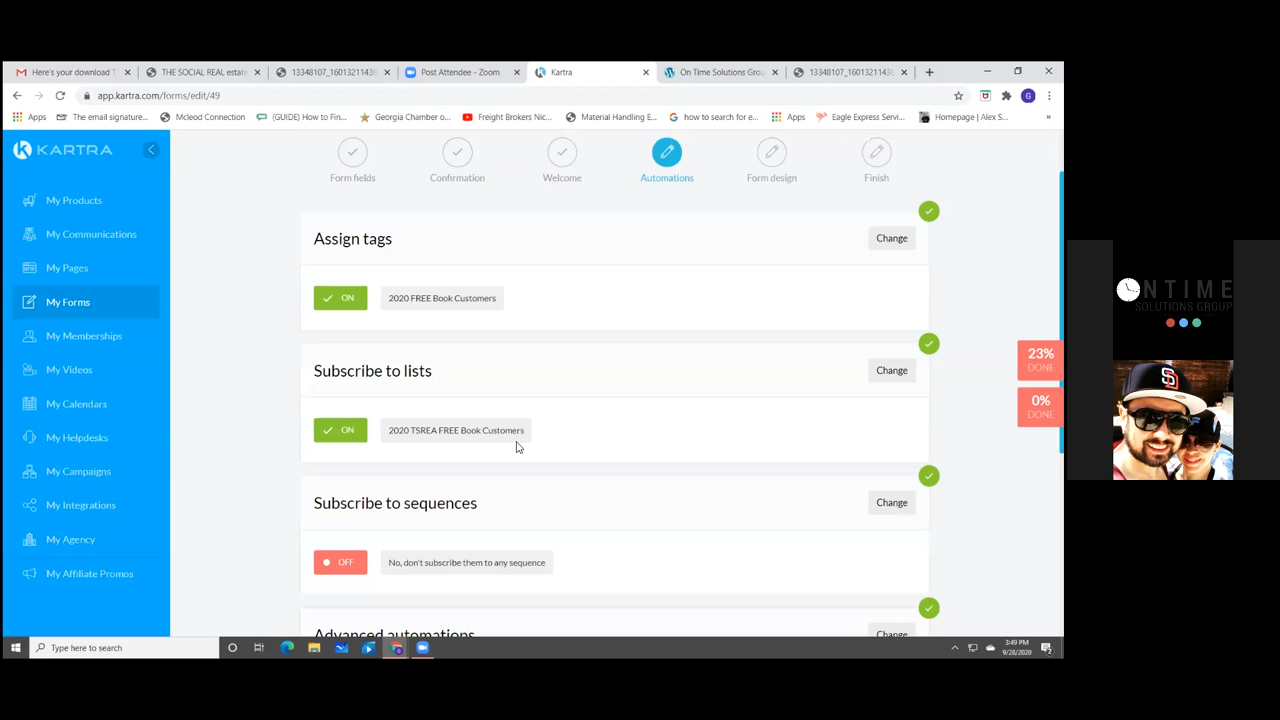 Here's your download T
THE SOCIAL REAL estate
13348107_16013211438
Post Attendee - Zoom
Kartra
On Time Solutions Grou
13348107_16013211438
app.kartra.com/forms/edit/49
G
Apps
The email signature...
Mcleod Connection
(GUIDE) How to Fin...
Georgia Chamber o...
Freight Brokers Nic...
Material Handling E...
how to search for e...
Apps
Eagle Express Servi...
Homepage | Alex S...
KARTRA
My Products
My Communications
My Pages
My Forms
My Memberships
My Videos
My Calendars
My Helpdesks
My Campaigns
My Integrations
My Agency
My Affiliate Promos
Form fields
Confirmation
Welcome
Automations
Form design
Finish
Assign tags
Change
ON
2020 FREE Book Customers
Subscribe to lists
Change
ON
2020 TSREA FREE Book Customers
Subscribe to sequences
Change
OFF
No, don't subscribe them to any sequence
Advanced automations
Change
23%
DONE
0%
DONE
NTIME
SOLUTIONS GROUP
Type here to search
3:49 PM
9/28/2020
2